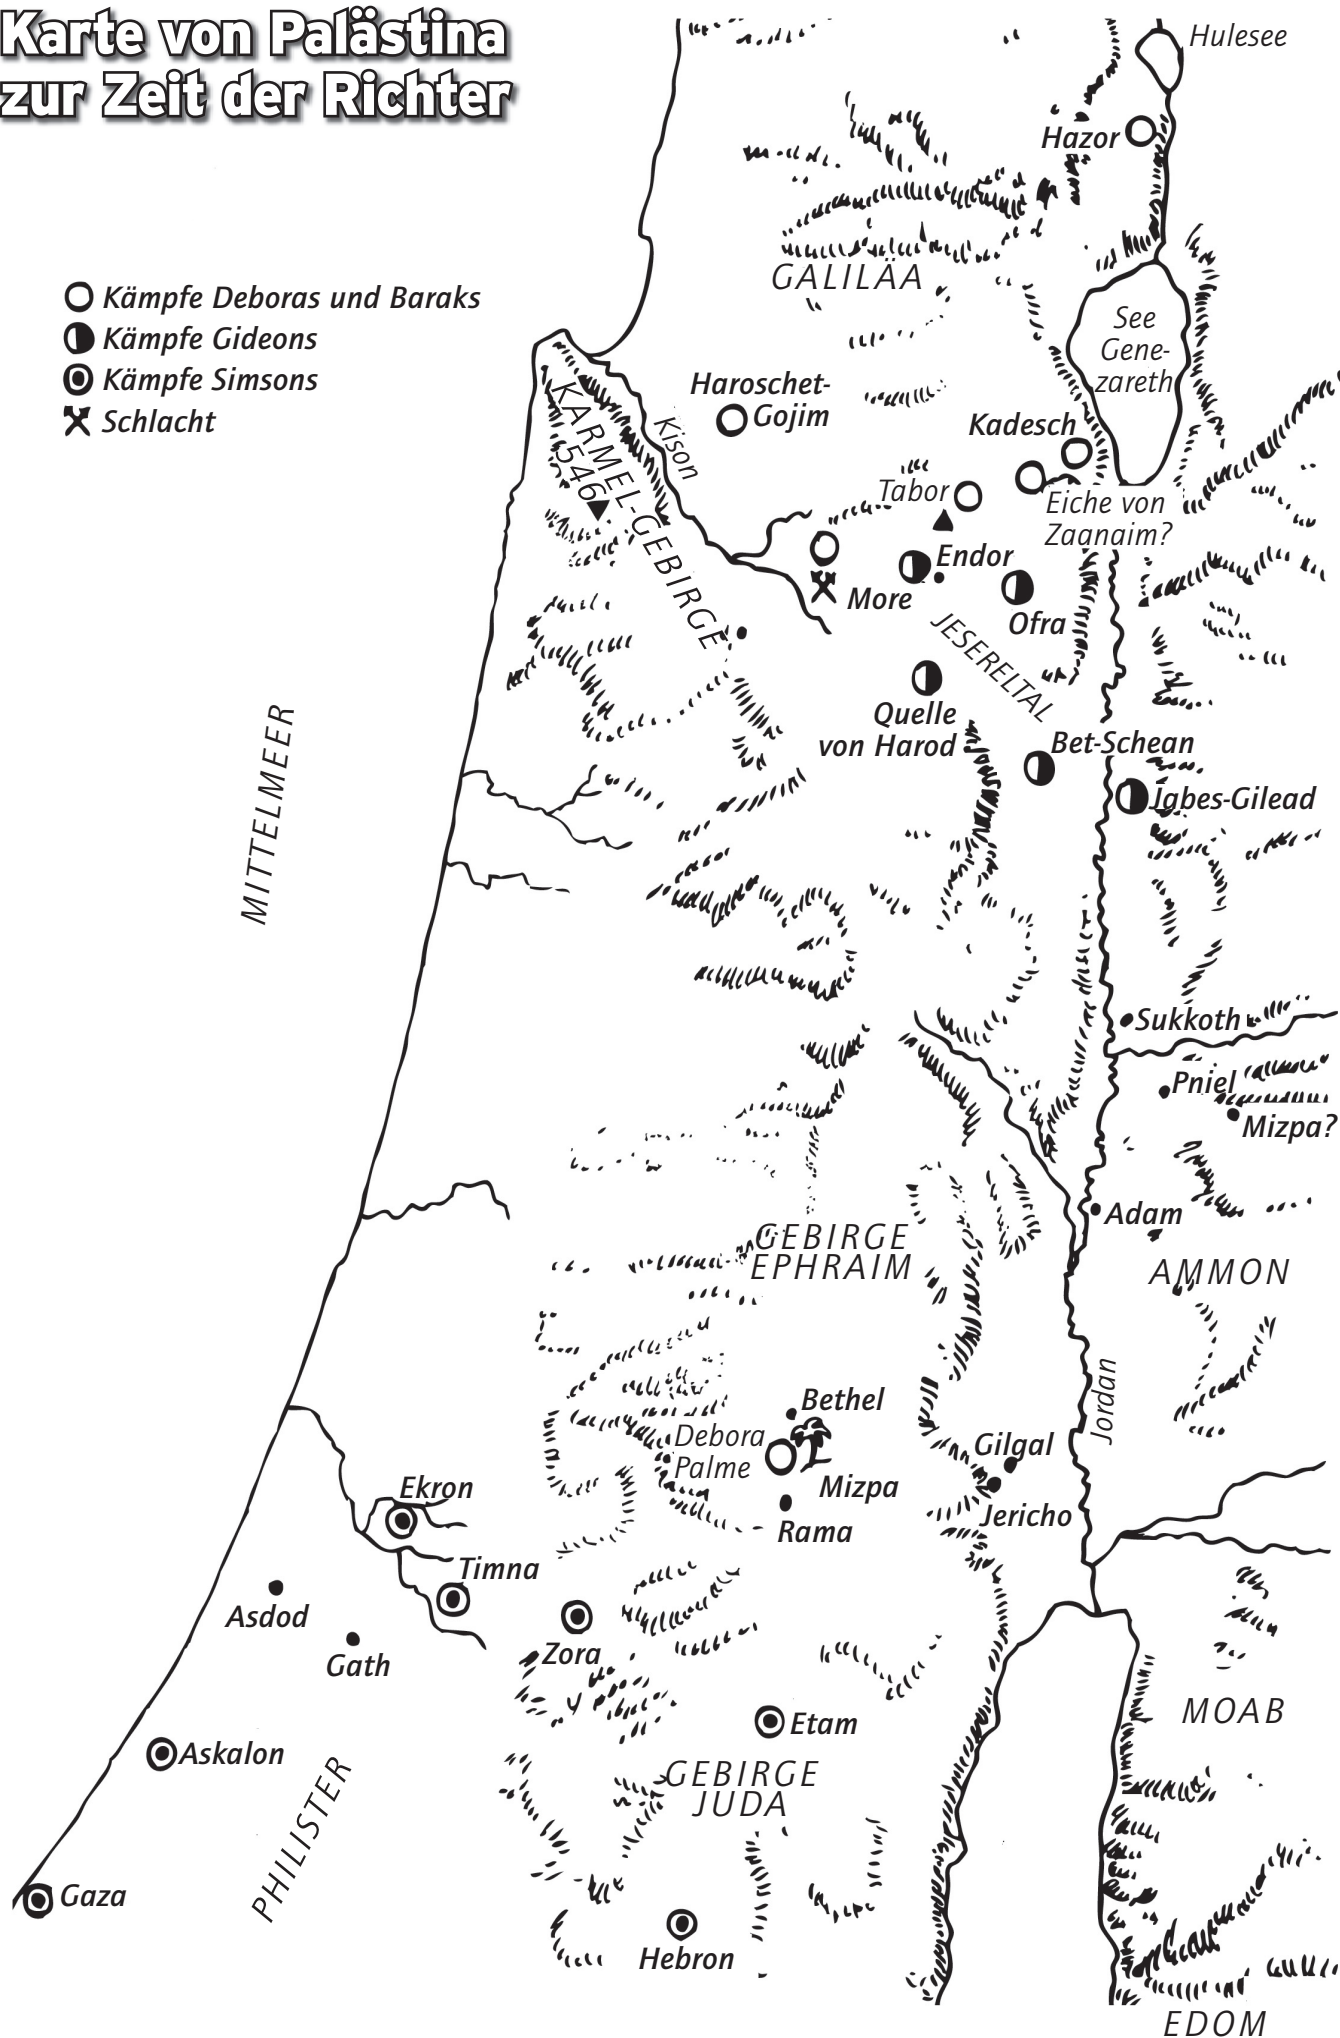 Karte von Palästina
zur Zeit der Richter
Hulesee
Hazor
GALILÄA
Kämpfe Deboras und Baraks
Kämpfe Gideons
Kämpfe Simsons
Schlacht
See
Gene-
zareth
Haroschet-
Gojim
KARMEL-GEBIRGE
546
Kison
Kadesch
Tabor
Eiche von
Zaanaim?
Endor
More
Ofra
JESEREELTAL
Quelle
von Harod
Bet-Schean
Jabes-Gilead
MITTELMEER
Sukkoth
Pniel
Mizpa?
Adam
GEBIRGE
EPHRAIM
AMMON
Jordan
Bethel
Debora
Palme
Mizpa
Rama
Gilgal
Jericho
Ekron
Timna
Asdod
Gath
Zora
Askalon
Etam
MOAB
GEBIRGE
JUDA
PHILISTER
Gaza
Hebron
EDOM